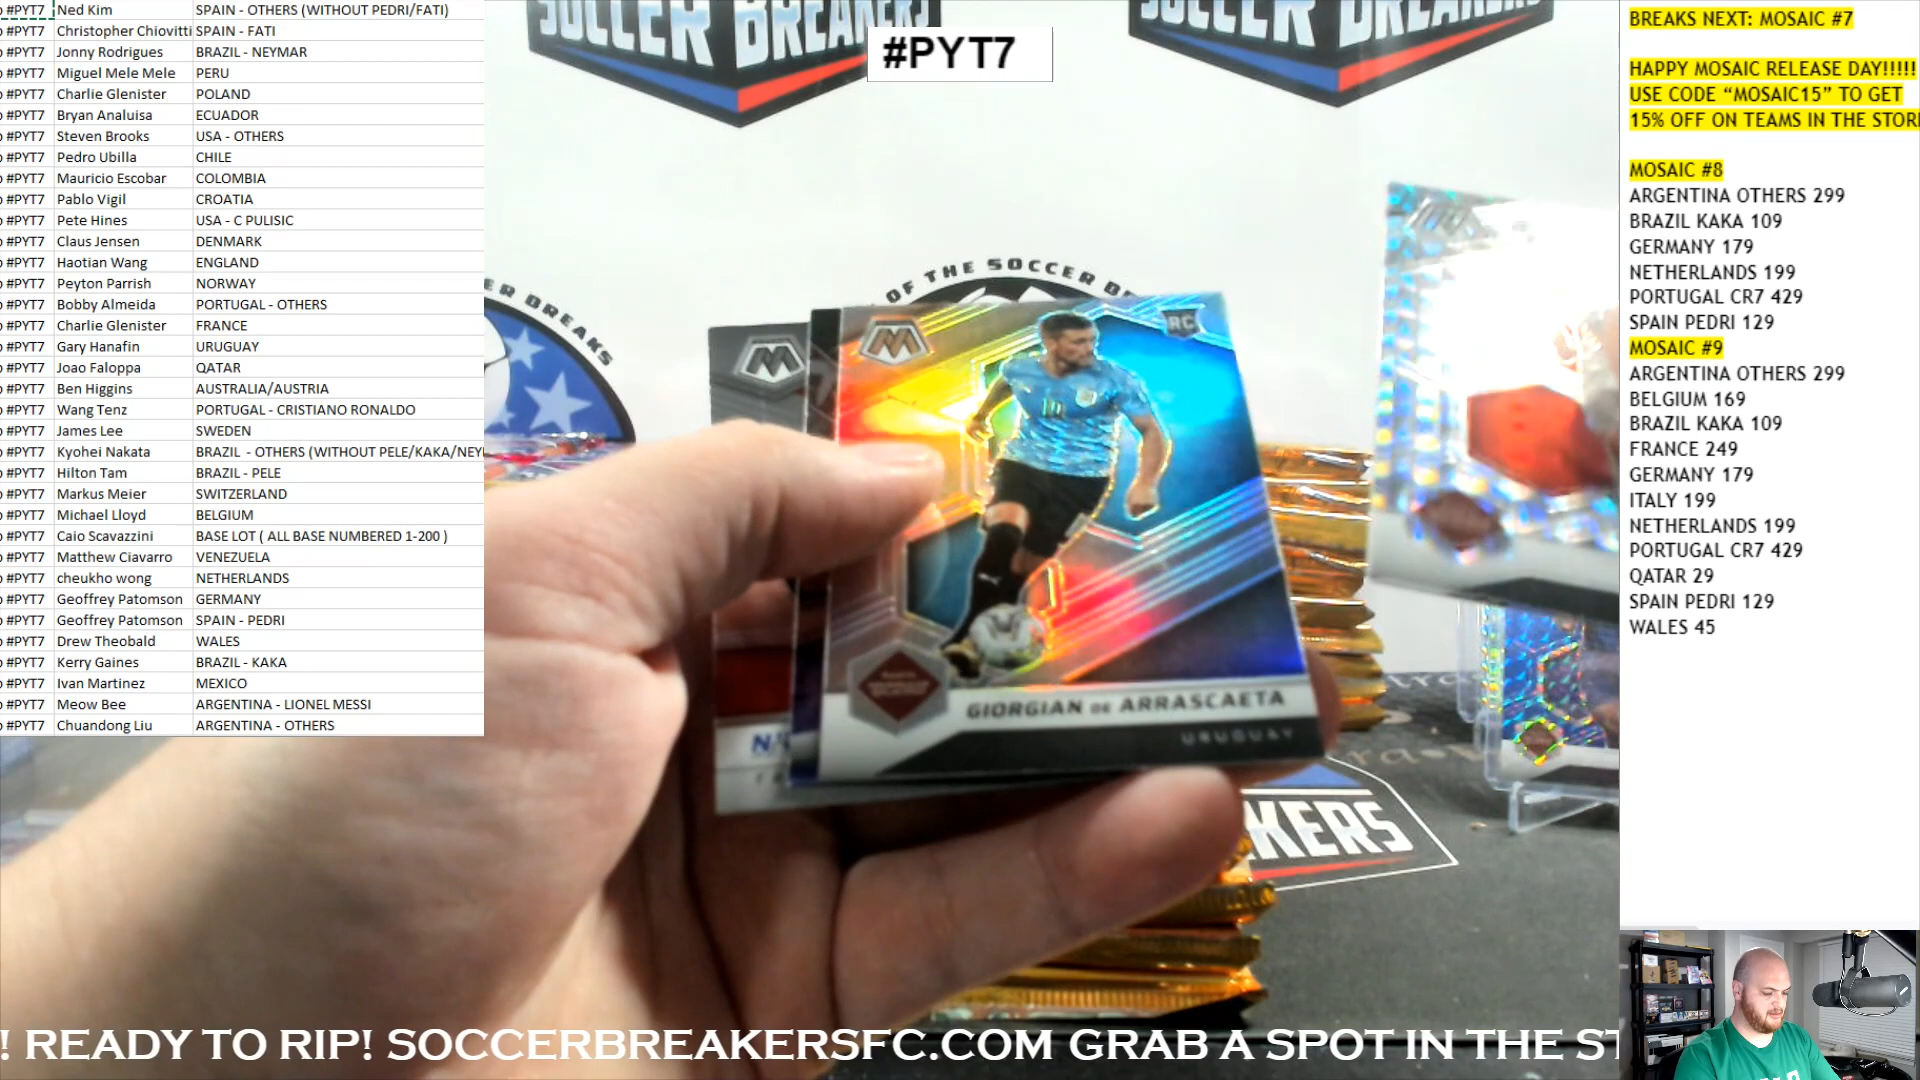 #PYT7 Ned Kim SPAIN - OTHERS (WITHOUT PEDRI/FATI)
#PYT7 Christopher Chiovitti SPAIN - FATI
#PYT7 Jonny Rodrigues BRAZIL - NEYMAR
#PYT7 Miguel Mele Mele PERU
#PYT7 Charlie Glenister POLAND
#PYT7 Bryan Analuisa ECUADOR
#PYT7 Steven Brooks USA - OTHERS
#PYT7 Pedro Ubilla CHILE
#PYT7 Mauricio Escobar COLOMBIA
#PYT7 Pablo Vigil CROATIA
#PYT7 Pete Hines USA - C PULISIC
#PYT7 Claus Jensen DENMARK
#PYT7 Haotian Wang ENGLAND
#PYT7 Peyton Parrish NORWAY
#PYT7 Bobby Almeida PORTUGAL - OTHERS
#PYT7 Charlie Glenister FRANCE
#PYT7 Gary Hanafin URUGUAY
#PYT7 Joao Faloppa QATAR
#PYT7 Ben Higgins AUSTRALIA/AUSTRIA
#PYT7 Wang Tenz PORTUGAL - CRISTIANO RONALDO
#PYT7 James Lee SWEDEN
#PYT7 Kyohei Nakata BRAZIL - OTHERS (WITHOUT PELE/KAKA/NEY
#PYT7 Hilton Tam BRAZIL - PELE
#PYT7 Markus Meier SWITZERLAND
#PYT7 Michael Lloyd BELGIUM
#PYT7 Caio Scavazzini BASE LOT ( ALL BASE NUMBERED 1-200 )
#PYT7 Matthew Ciavarro VENEZUELA
#PYT7 cheukho wong NETHERLANDS
#PYT7 Geoffrey Patomson GERMANY
#PYT7 Geoffrey Patomson SPAIN - PEDRI
#PYT7 Drew Theobald WALES
#PYT7 Kerry Gaines BRAZIL - KAKA
#PYT7 Ivan Martinez MEXICO
#PYT7 Meow Bee ARGENTINA - LIONEL MESSI
#PYT7 Chuandong Liu ARGENTINA - OTHERS
SOCCER BREAKERS
SOCCER BREAKERS
#PYT7
OF THE SOCCER
ER BREAKS
M
M
RC
10
GIORGIAN DE ARRASCAETA
URUGUAY
KERS
BREAKS NEXT: MOSAIC #7
HAPPY MOSAIC RELEASE DAY!!!!!
USE CODE “MOSAIC15” TO GET
15% OFF ON TEAMS IN THE STORE
MOSAIC #8
ARGENTINA OTHERS 299
BRAZIL KAKA 109
GERMANY 179
NETHERLANDS 199
PORTUGAL CR7 429
SPAIN PEDRI 129
MOSAIC #9
ARGENTINA OTHERS 299
BELGIUM 169
BRAZIL KAKA 109
FRANCE 249
GERMANY 179
ITALY 199
NETHERLANDS 199
PORTUGAL CR7 429
QATAR 29
SPAIN PEDRI 129
WALES 45
! READY TO RIP! SOCCERBREAKERSFC.COM GRAB A SPOT IN THE ST